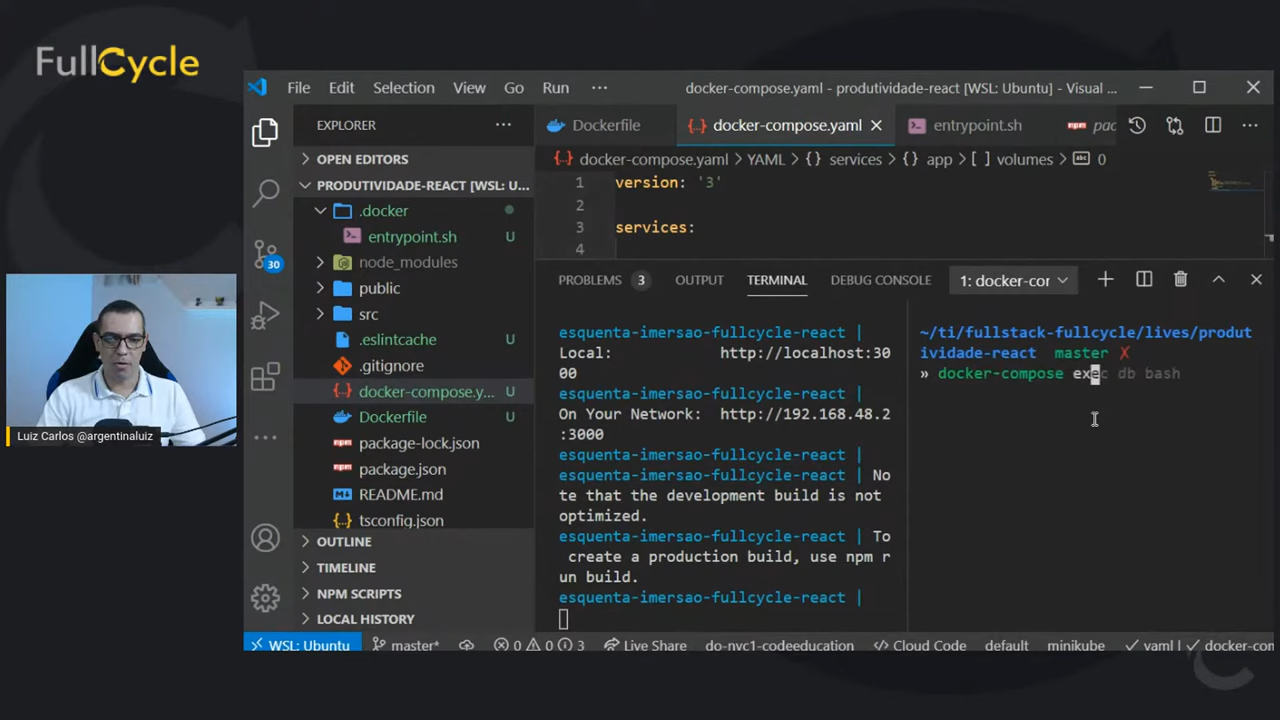 FullCycle
File Edit Selection View Go Run ··· docker-compose.yaml - produtividade-react [WSL: Ubuntu] - Visual ...
EXPLORER ···
Dockerfile docker-compose.yaml entrypoint.sh npm pac ···
OPEN EDITORS
docker-compose.yaml > YAML > {} services > {} app > [ ] volumes > abc 0
PRODUTIVIDADE-REACT [WSL: U...
1 version: '3'
2
3 services:
4
.docker
entrypoint.sh U
node_modules
public
src
.eslintcache U
.gitignore
docker-compose.y... U
Dockerfile U
package-lock.json
package.json
README.md
tsconfig.json
OUTLINE
TIMELINE
NPM SCRIPTS
LOCAL HISTORY
30
PROBLEMS 3 OUTPUT TERMINAL DEBUG CONSOLE 1: docker-cor
esquenta-imersao-fullcycle-react |
Local: http://localhost:30
00
esquenta-imersao-fullcycle-react |
On Your Network: http://192.168.48.2
:3000
esquenta-imersao-fullcycle-react |
esquenta-imersao-fullcycle-react | No
te that the development build is not
optimized.
esquenta-imersao-fullcycle-react | To
create a production build, use npm r
un build.
esquenta-imersao-fullcycle-react |
~/ti/fullstack-fullcycle/lives/produt
ividade-react master X
» docker-compose exec db bash
Luiz Carlos @argentinaluiz
WSL: Ubuntu master* 0 0 3 Live Share do-nyc1-codeeducation </> Cloud Code default minikube ✓ yaml | ✓ docker-com